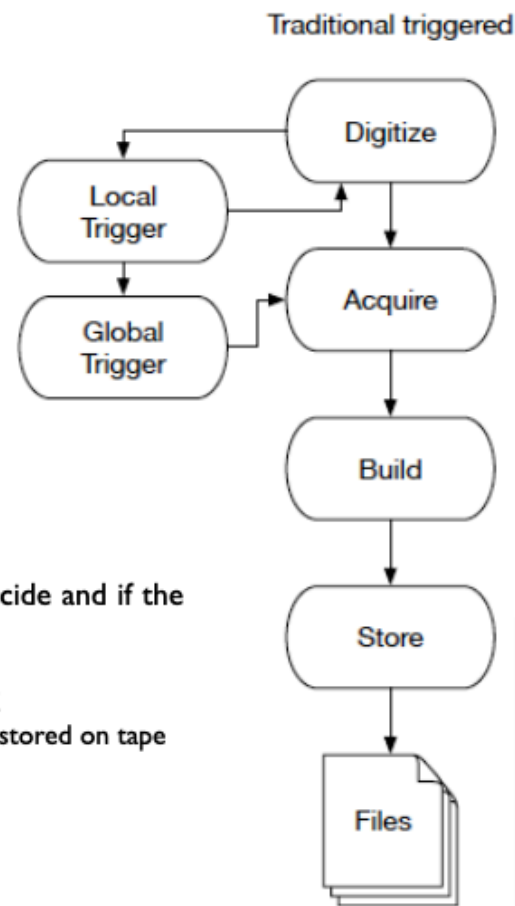 Traditional triggered
Digitize
Local
Trigger
Global
Trigger
Acquire
Build
cide and if the
Store
stored on tape
Files